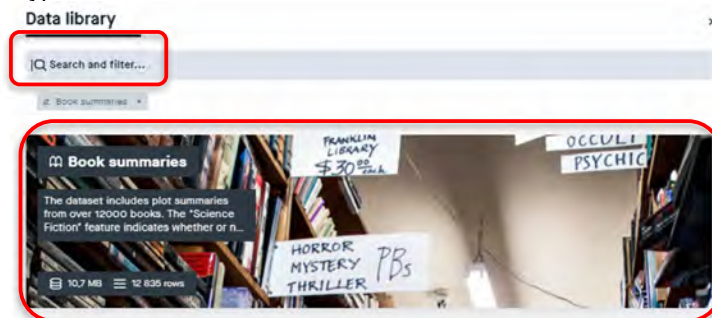 Data library
Search and filter...
Book summaries ×
Book summaries
The dataset includes plot summaries
from over 12000 books. The "Science
Fiction" feature indicates whether or n...
10,7 MB 12 835 rows
FRANKLIN
LIBRARY
$30.00 each
HORROR
MYSTERY PBs
THRILLER
OCCULT
PSYCHIC